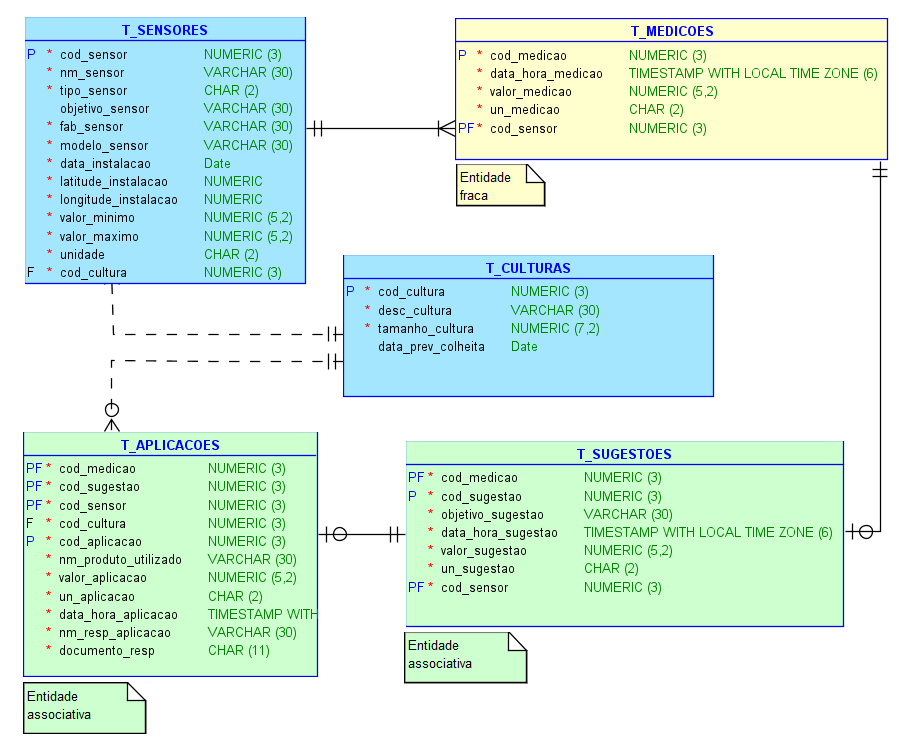 T_SENSORES
P * cod_sensor NUMERIC (3)
* nm_sensor VARCHAR (30)
* tipo_sensor CHAR (2)
objetivo_sensor VARCHAR (30)
* fab_sensor VARCHAR (30)
* modelo_sensor VARCHAR (30)
* data_instalacao Date
* latitude_instalacao NUMERIC
* longitude_instalacao NUMERIC
* valor_minimo NUMERIC (5,2)
* valor_maximo NUMERIC (5,2)
* unidade CHAR (2)
F * cod_cultura NUMERIC (3)
T_MEDICOES
P * cod_medicao NUMERIC (3)
* data_hora_medicao TIMESTAMP WITH LOCAL TIME ZONE (6)
* valor_medicao NUMERIC (5,2)
* un_medicao CHAR (2)
PF * cod_sensor NUMERIC (3)
Entidade
fraca
T_CULTURAS
P * cod_cultura NUMERIC (3)
* desc_cultura VARCHAR (30)
* tamanho_cultura NUMERIC (7,2)
data_prev_colheita Date
T_APLICACOES
PF * cod_medicao NUMERIC (3)
PF * cod_sugestao NUMERIC (3)
PF * cod_sensor NUMERIC (3)
F * cod_cultura NUMERIC (3)
P * cod_aplicacao NUMERIC (3)
* nm_produto_utilizado VARCHAR (30)
* valor_aplicacao NUMERIC (5,2)
* un_aplicacao CHAR (2)
* data_hora_aplicacao TIMESTAMP WITH
* nm_resp_aplicacao VARCHAR (30)
* documento_resp CHAR (11)
Entidade
associativa
T_SUGESTOES
PF * cod_medicao NUMERIC (3)
P * cod_sugestao NUMERIC (3)
* objetivo_sugestao VARCHAR (30)
* data_hora_sugestao TIMESTAMP WITH LOCAL TIME ZONE (6)
* valor_sugestao NUMERIC (5,2)
* un_sugestao CHAR (2)
PF * cod_sensor NUMERIC (3)
Entidade
associativa